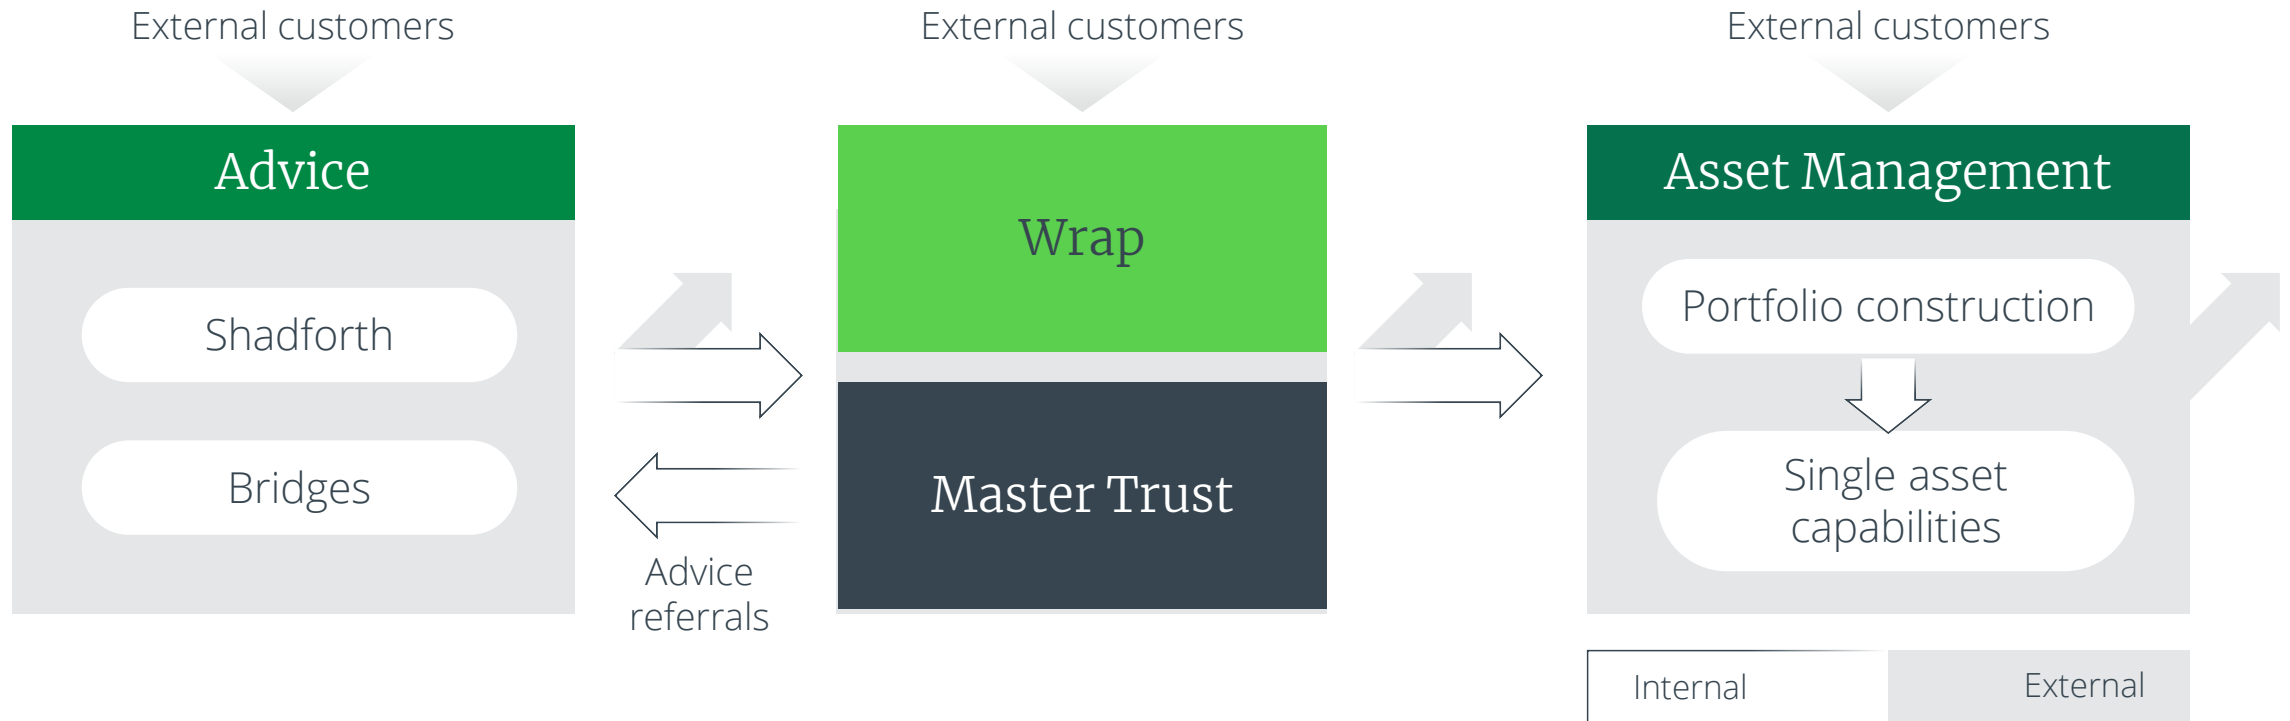 External customers
External customers
External customers
Advice
Shadforth
Bridges
Advice
referrals
Wrap
Master Trust
Asset Management
Portfolio construction
Single asset
capabilities
Internal
External